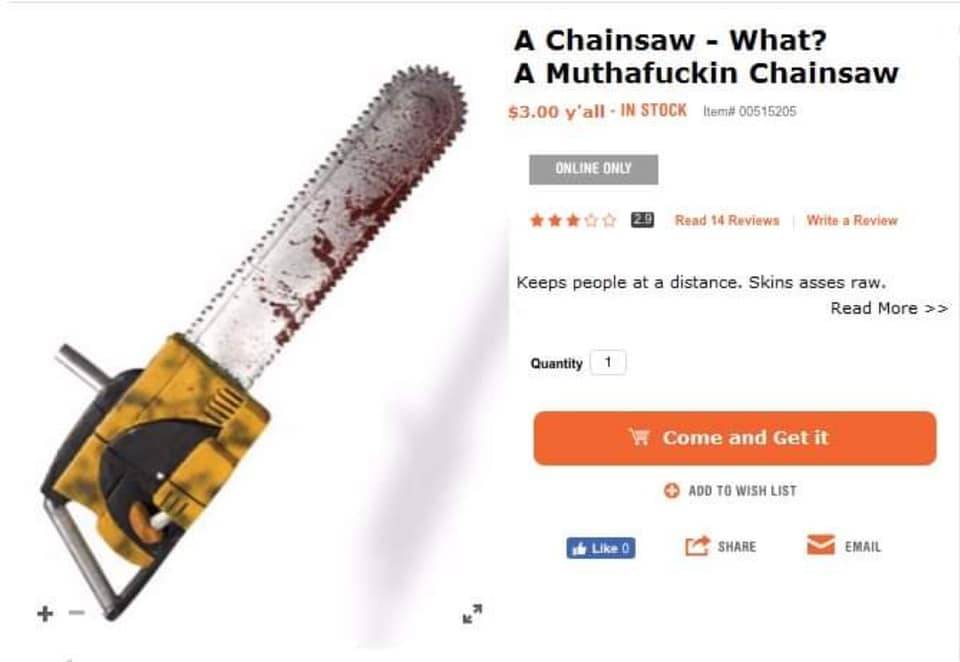 A Chainsaw - What?
A Muthafuckin Chainsaw
$3.00 y'all - IN STOCK Item# 00515205
ONLINE ONLY
2.9 Read 14 Reviews | Write a Review
Keeps people at a distance. Skins asses raw.
Read More >>
Quantity 1
Come and Get it
ADD TO WISH LIST
Like 0 SHARE EMAIL